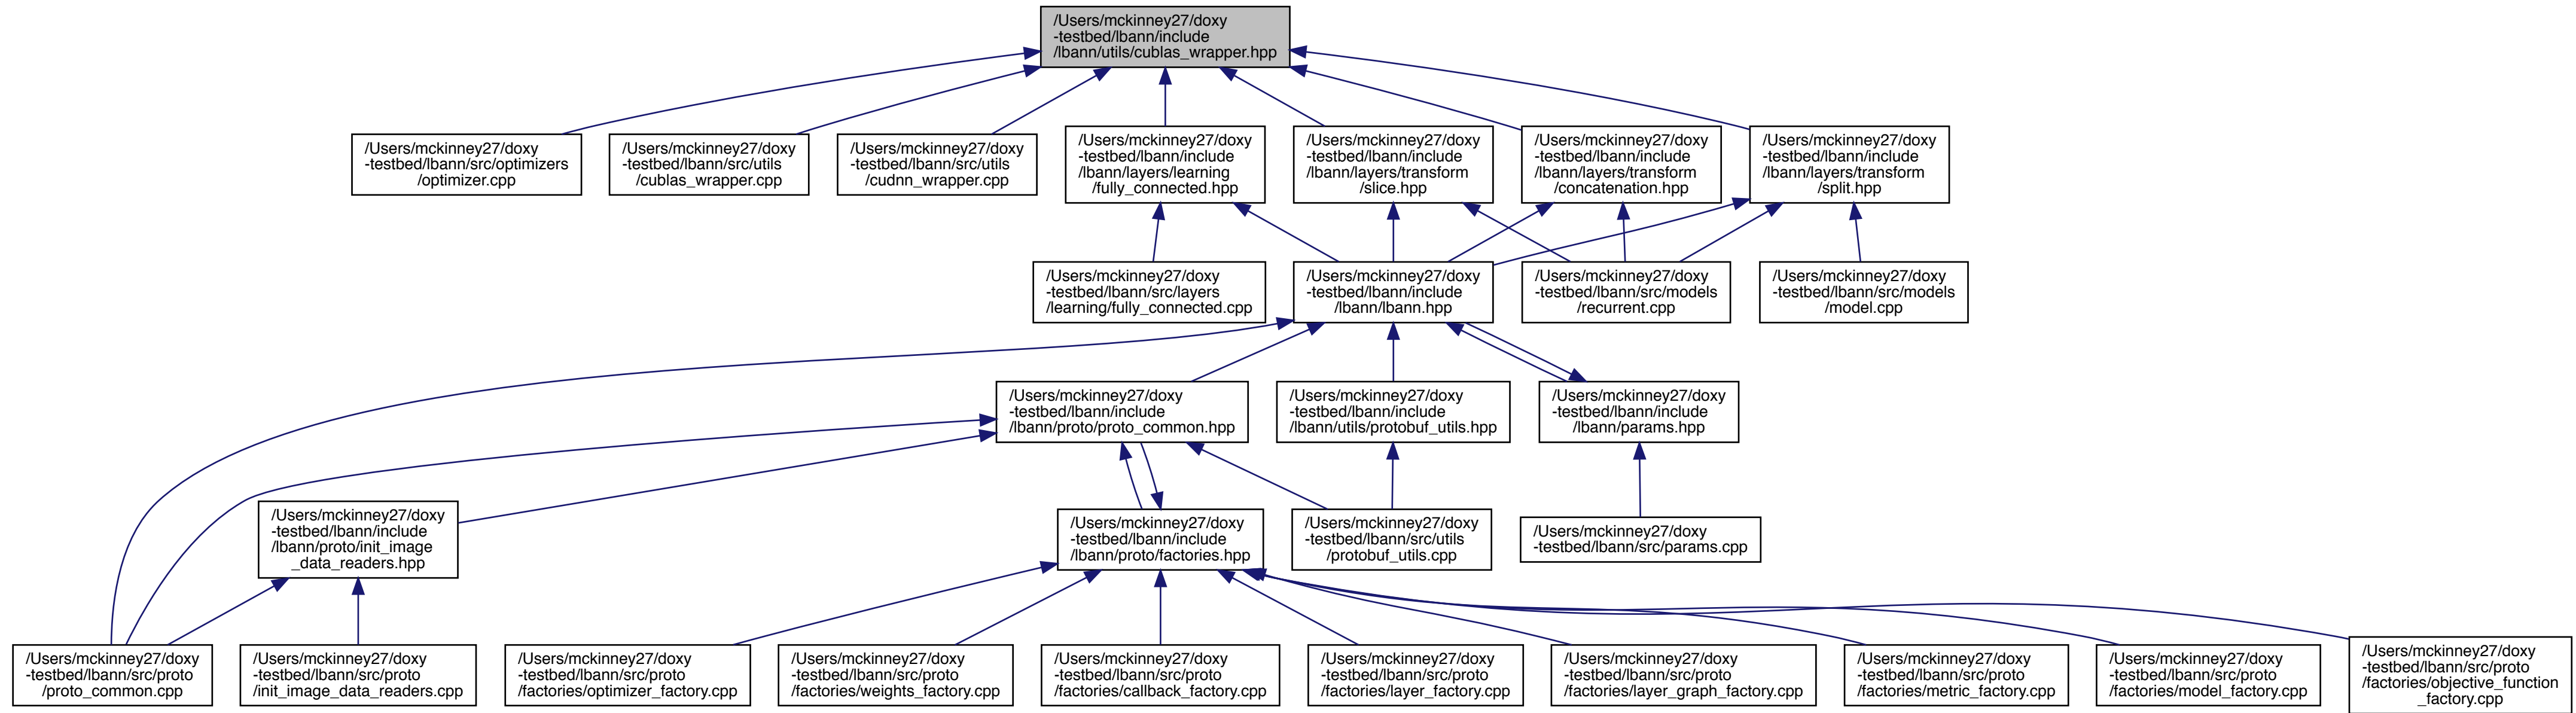 /Users/mckinney27/doxy
-testbed/lbann/include
/lbann/utils/cublas_wrapper.hpp
/Users/mckinney27/doxy
-testbed/lbann/src/optimizers
/optimizer.cpp
/Users/mckinney27/doxy
-testbed/lbann/src/utils
/cublas_wrapper.cpp
/Users/mckinney27/doxy
-testbed/lbann/src/utils
/cudnn_wrapper.cpp
/Users/mckinney27/doxy
-testbed/lbann/include
/lbann/layers/learning
/fully_connected.hpp
/Users/mckinney27/doxy
-testbed/lbann/include
/lbann/layers/transform
/slice.hpp
/Users/mckinney27/doxy
-testbed/lbann/include
/lbann/layers/transform
/concatenation.hpp
/Users/mckinney27/doxy
-testbed/lbann/include
/lbann/layers/transform
/split.hpp
/Users/mckinney27/doxy
-testbed/lbann/src/layers
/learning/fully_connected.cpp
/Users/mckinney27/doxy
-testbed/lbann/include
/lbann/lbann.hpp
/Users/mckinney27/doxy
-testbed/lbann/src/models
/recurrent.cpp
/Users/mckinney27/doxy
-testbed/lbann/src/models
/model.cpp
/Users/mckinney27/doxy
-testbed/lbann/include
/lbann/proto/proto_common.hpp
/Users/mckinney27/doxy
-testbed/lbann/include
/lbann/utils/protobuf_utils.hpp
/Users/mckinney27/doxy
-testbed/lbann/include
/lbann/params.hpp
/Users/mckinney27/doxy
-testbed/lbann/include
/lbann/proto/init_image
_data_readers.hpp
/Users/mckinney27/doxy
-testbed/lbann/include
/lbann/proto/factories.hpp
/Users/mckinney27/doxy
-testbed/lbann/src/utils
/protobuf_utils.cpp
/Users/mckinney27/doxy
-testbed/lbann/src/params.cpp
/Users/mckinney27/doxy
-testbed/lbann/src/proto
/proto_common.cpp
/Users/mckinney27/doxy
-testbed/lbann/src/proto
/init_image_data_readers.cpp
/Users/mckinney27/doxy
-testbed/lbann/src/proto
/factories/optimizer_factory.cpp
/Users/mckinney27/doxy
-testbed/lbann/src/proto
/factories/weights_factory.cpp
/Users/mckinney27/doxy
-testbed/lbann/src/proto
/factories/callback_factory.cpp
/Users/mckinney27/doxy
-testbed/lbann/src/proto
/factories/layer_factory.cpp
/Users/mckinney27/doxy
-testbed/lbann/src/proto
/factories/layer_graph_factory.cpp
/Users/mckinney27/doxy
-testbed/lbann/src/proto
/factories/metric_factory.cpp
/Users/mckinney27/doxy
-testbed/lbann/src/proto
/factories/model_factory.cpp
/Users/mckinney27/doxy
-testbed/lbann/src/proto
/factories/objective_function
_factory.cpp